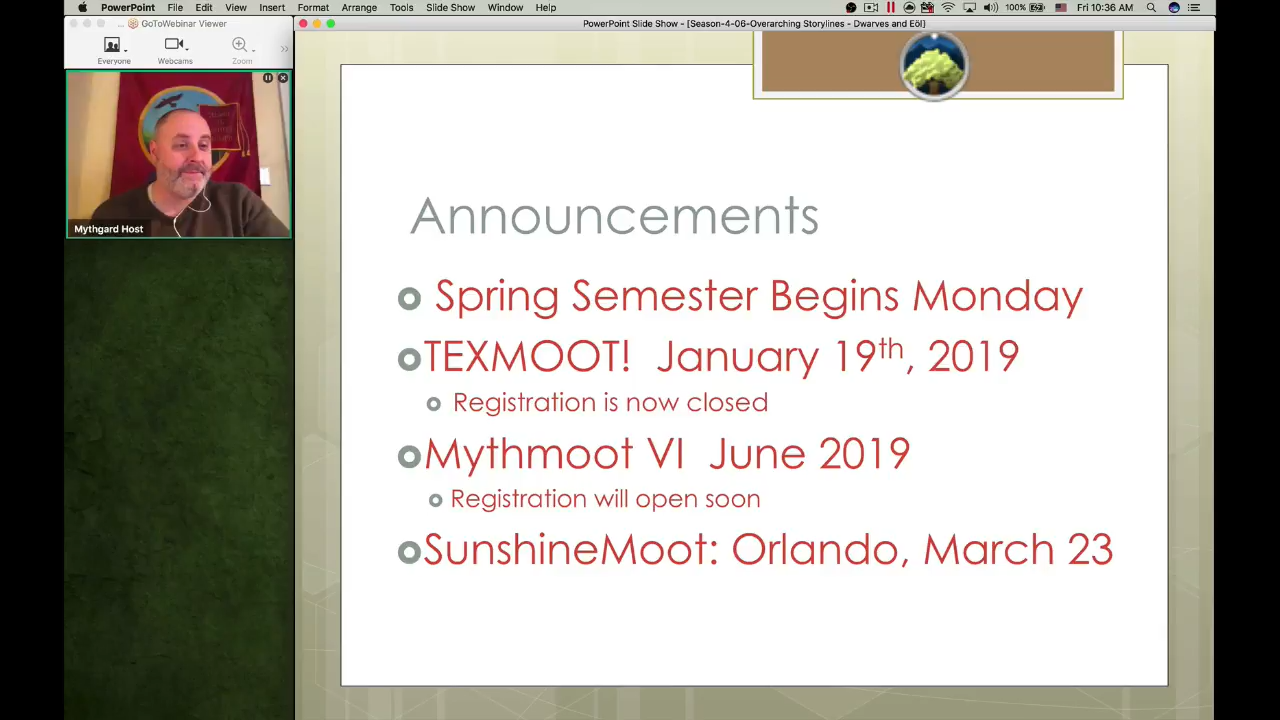 PowerPoint File Edit View Insert Format Arrange Tools Slide Show Window Help 100% Fri 10:36 AM
GoToWebinar Viewer
PowerPoint Slide Show - [Season-4-06-Overarching Storylines - Dwarves and Eöl]
Everyone Webcams Zoom
Mythgard Host
Announcements
Spring Semester Begins Monday
TEXMOOT! January 19th, 2019
Registration is now closed
Mythmoot VI June 2019
Registration will open soon
SunshineMoot: Orlando, March 23